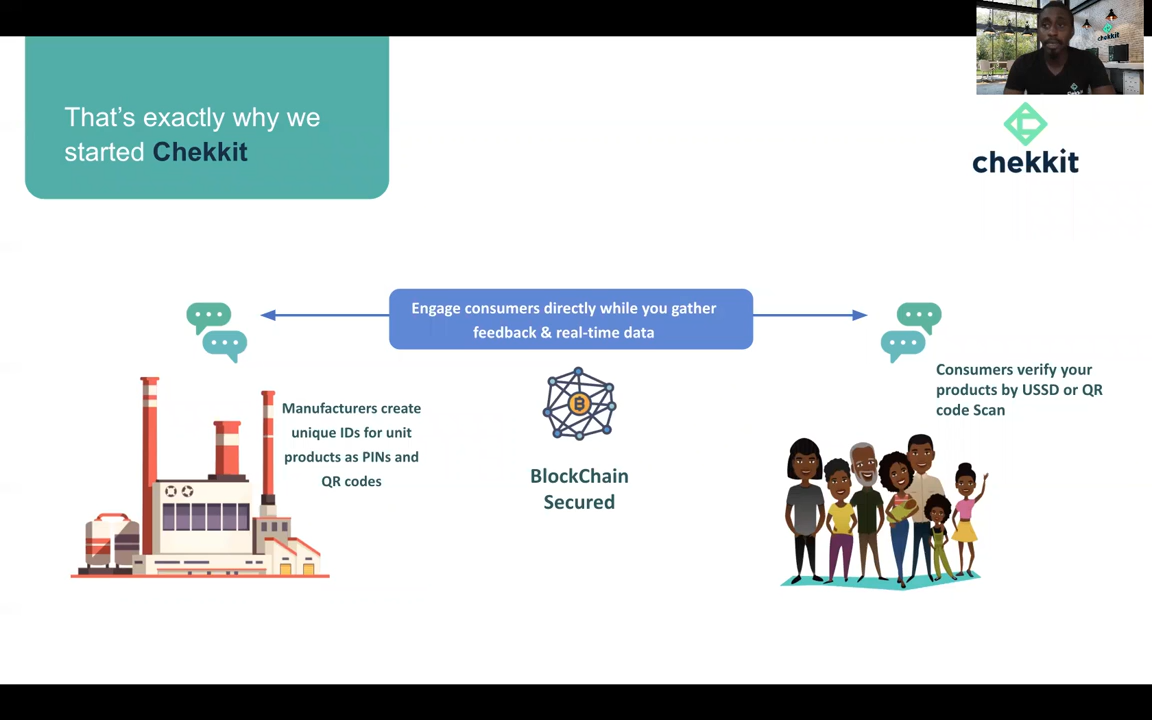 That's exactly why we
started Chekkit
chekkit
chekkit
Engage consumers directly while you gather
feedback & real-time data
Consumers verify your
products by USSD or QR
code Scan
Manufacturers create
unique IDs for unit
products as PINs and
QR codes
BlockChain
Secured